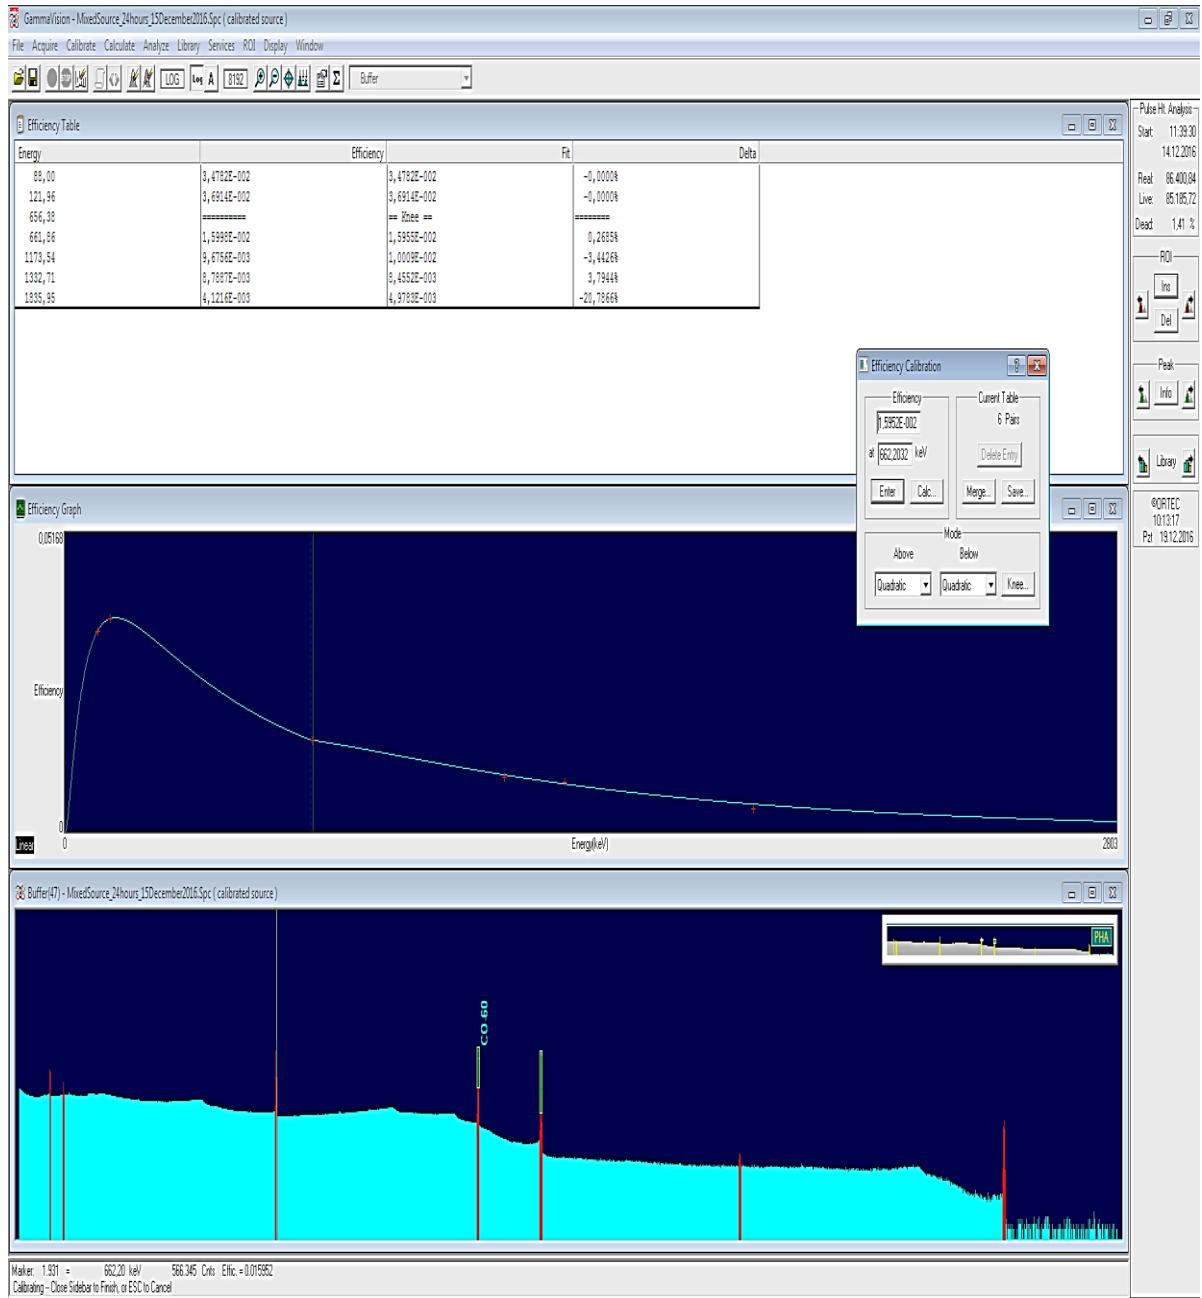 GammaVision - MixedSource_24hours_15December2016.Spc ( calibrated source )
File Acquire Calibrate Calculate Analyze Library Services ROI Display Window
LOG Log A 8192 Σ Buffer
Efficiency Table
Energy Efficiency Fit Delta
88,00 3,4782E-002 3,4782E-002 -0,0000%
121,96 3,6914E-002 3,6914E-002 -0,0000%
656,38 ========== == Knee == ========
661,86 1,5998E-002 1,5955E-002 0,2685%
1173,54 9,6756E-003 1,0009E-002 -3,4426%
1332,71 8,7887E-003 8,4552E-003 3,7944%
1835,95 4,1216E-003 4,9783E-003 -20,7866%
Pulse Ht. Analysis
Start: 11:39:30
14.12.2016
Real: 86.400,84
Live: 85.185,72
Dead: 1,41 %
ROI
Ins
Del
Peak
Info
Library
©ORTEC
10:13:17
Pzt 19.12.2016
Efficiency Calibration
Efficiency
1,5952E-002
at 662,2032 keV
Enter Calc...
Current Table
6 Pairs
Delete Entry
Merge... Save...
Mode
Above Below
Quadratic Quadratic Knee...
Efficiency Graph
0,05168
Efficiency
0
Linear 0 Energy(keV) 2803
Buffer(47) - MixedSource_24hours_15December2016.Spc ( calibrated source )
PHA
CO-60
Marker: 1.931 = 662,20 keV 566.345 Cnts Effic. = 0.015952
Calibrating -- Close Sidebar to Finish, or ESC to Cancel